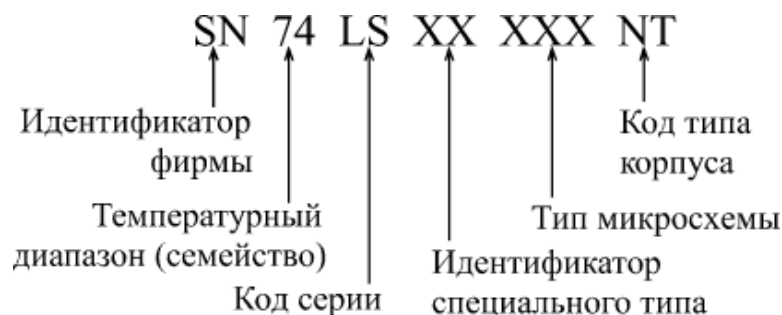 SN 74 LS XX XXX NT
Идентификатор
фирмы
Код типа
корпуса
Температурный
диапазон (семейство)
Тип микросхемы
Идентификатор
специального типа
Код серии